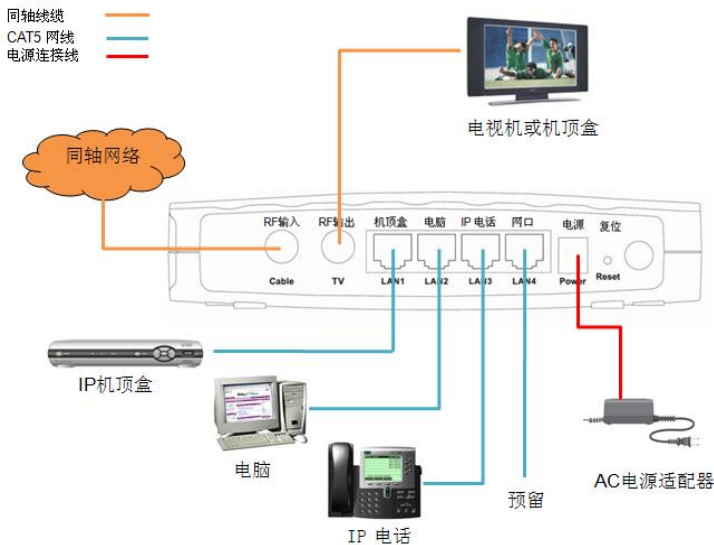 同轴线缆
CAT5 网线
电源连接线
电视机或机顶盒
同轴网络
RF输入 RF输出 机顶盒 电脑 IP 电话 网口 电源 复位
Cable TV LAN1 LAN2 LAN3 LAN4 Power Reset
IP机顶盒
电脑
IP 电话
预留
AC电源适配器